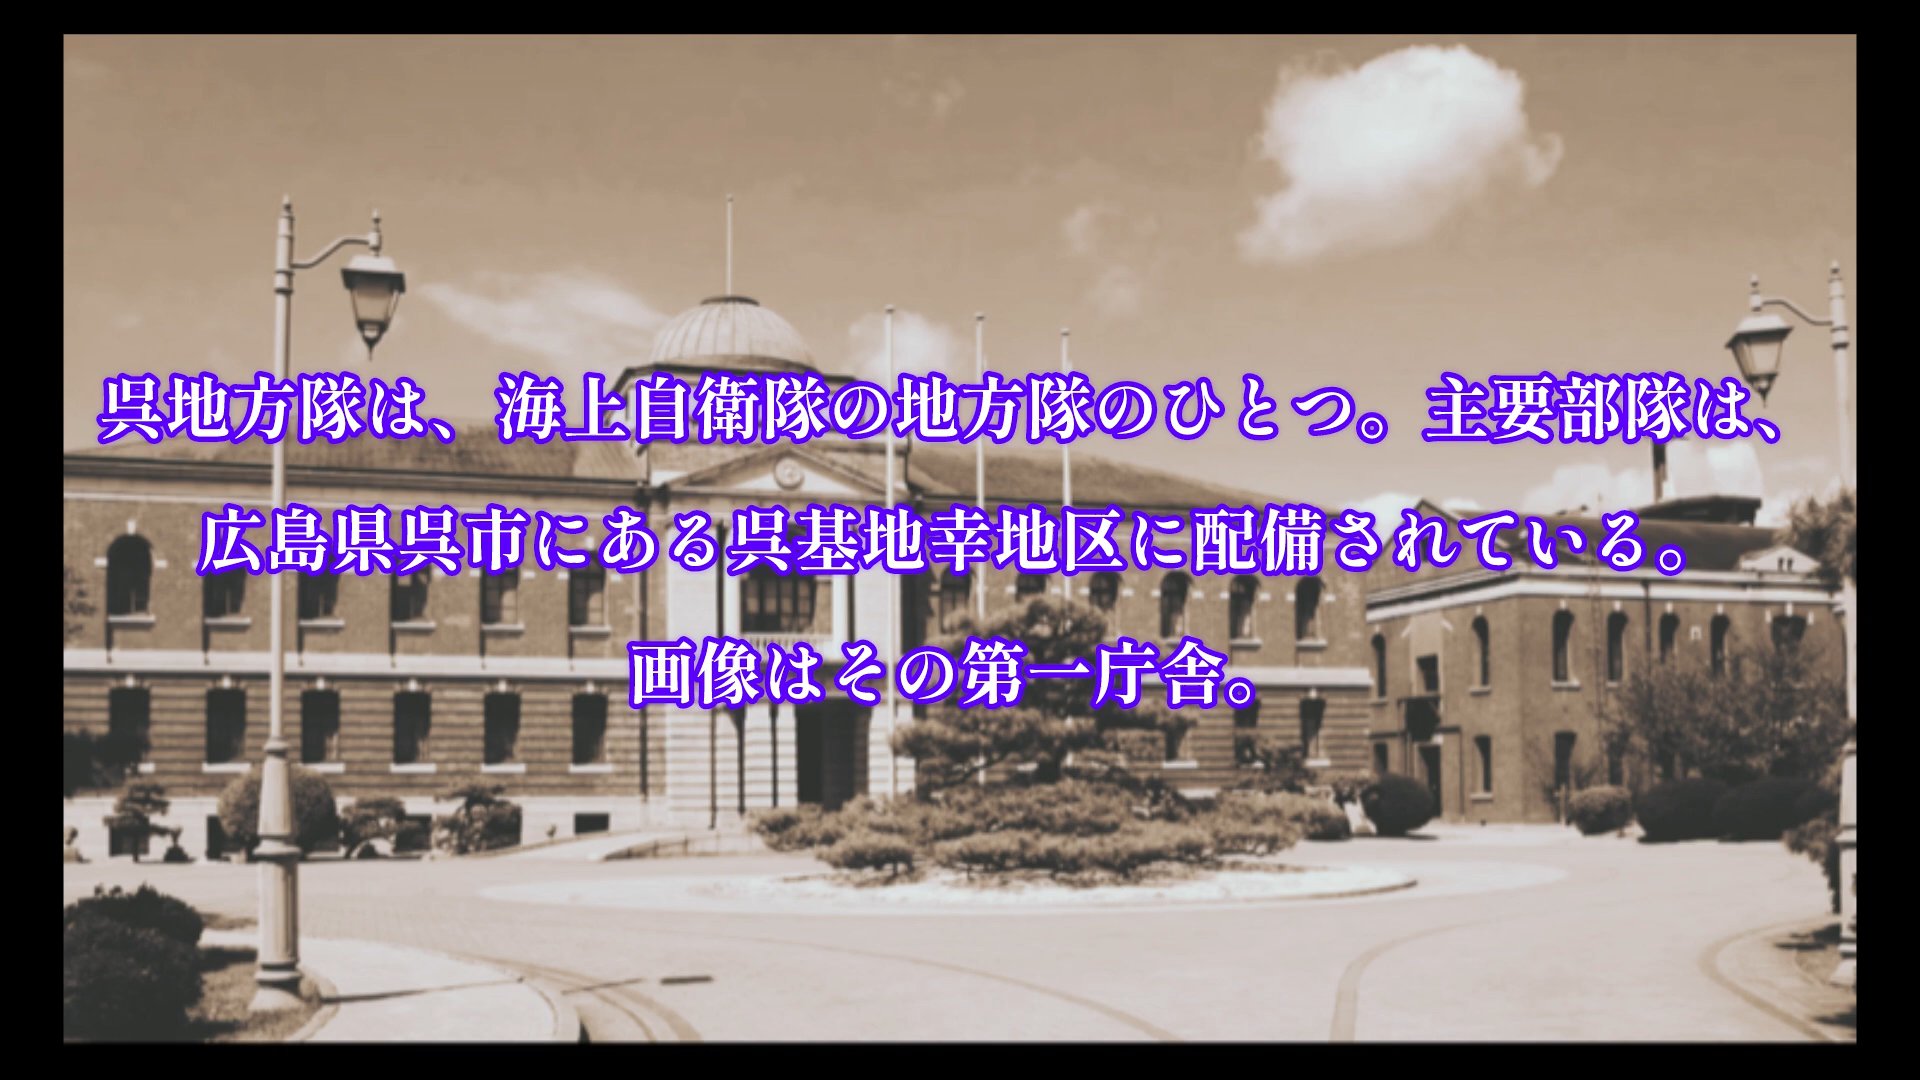 呉地方隊は、海上自衛隊の地方隊のひとつ。主要部隊は、
広島県呉市にある呉基地幸地区に配備されている。
画像はその第一庁舎。